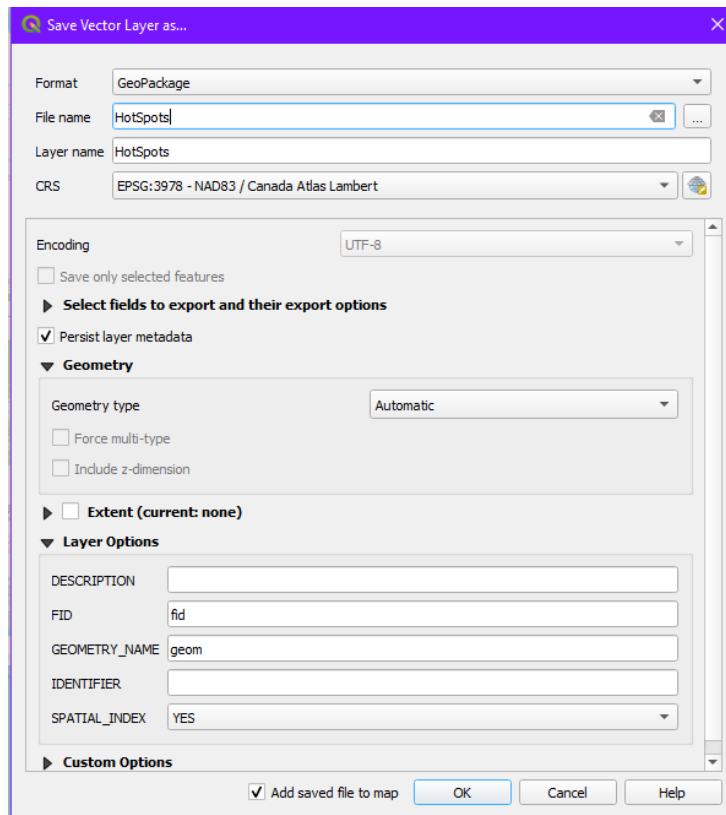 Save Vector Layer as...
Format GeoPackage
File name HotSpots ...
Layer name HotSpots
CRS EPSG:3978 - NAD83 / Canada Atlas Lambert
Encoding UTF-8
Save only selected features
Select fields to export and their export options
Persist layer metadata
Geometry
Geometry type Automatic
Force multi-type
Include z-dimension
Extent (current: none)
Layer Options
DESCRIPTION
FID fid
GEOMETRY_NAME geom
IDENTIFIER
SPATIAL_INDEX YES
Custom Options
Add saved file to map OK Cancel Help